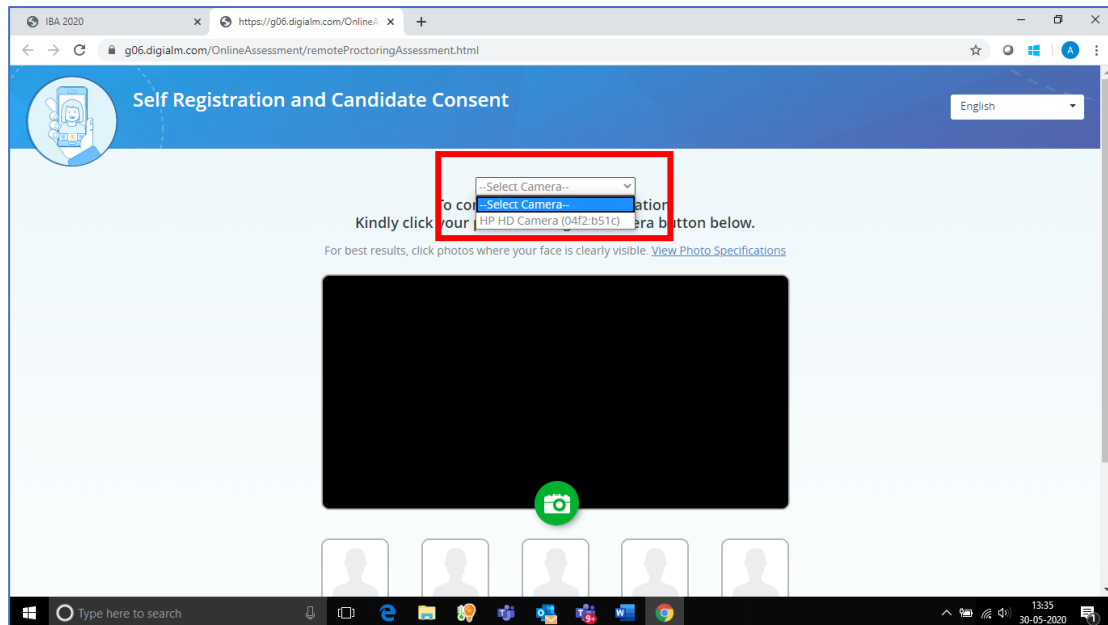 IBA 2020
https://g06.digialm.com/OnlineA
g06.digialm.com/OnlineAssessment/remoteProctoringAssessment.html
A
Self Registration and Candidate Consent
English
--Select Camera--
--Select Camera--
HP HD Camera (04f2:b51c)
To
Kindly click your button below.
For best results, click photos where your face is clearly visible. View Photo Specifications
Type here to search
13:35
30-05-2020